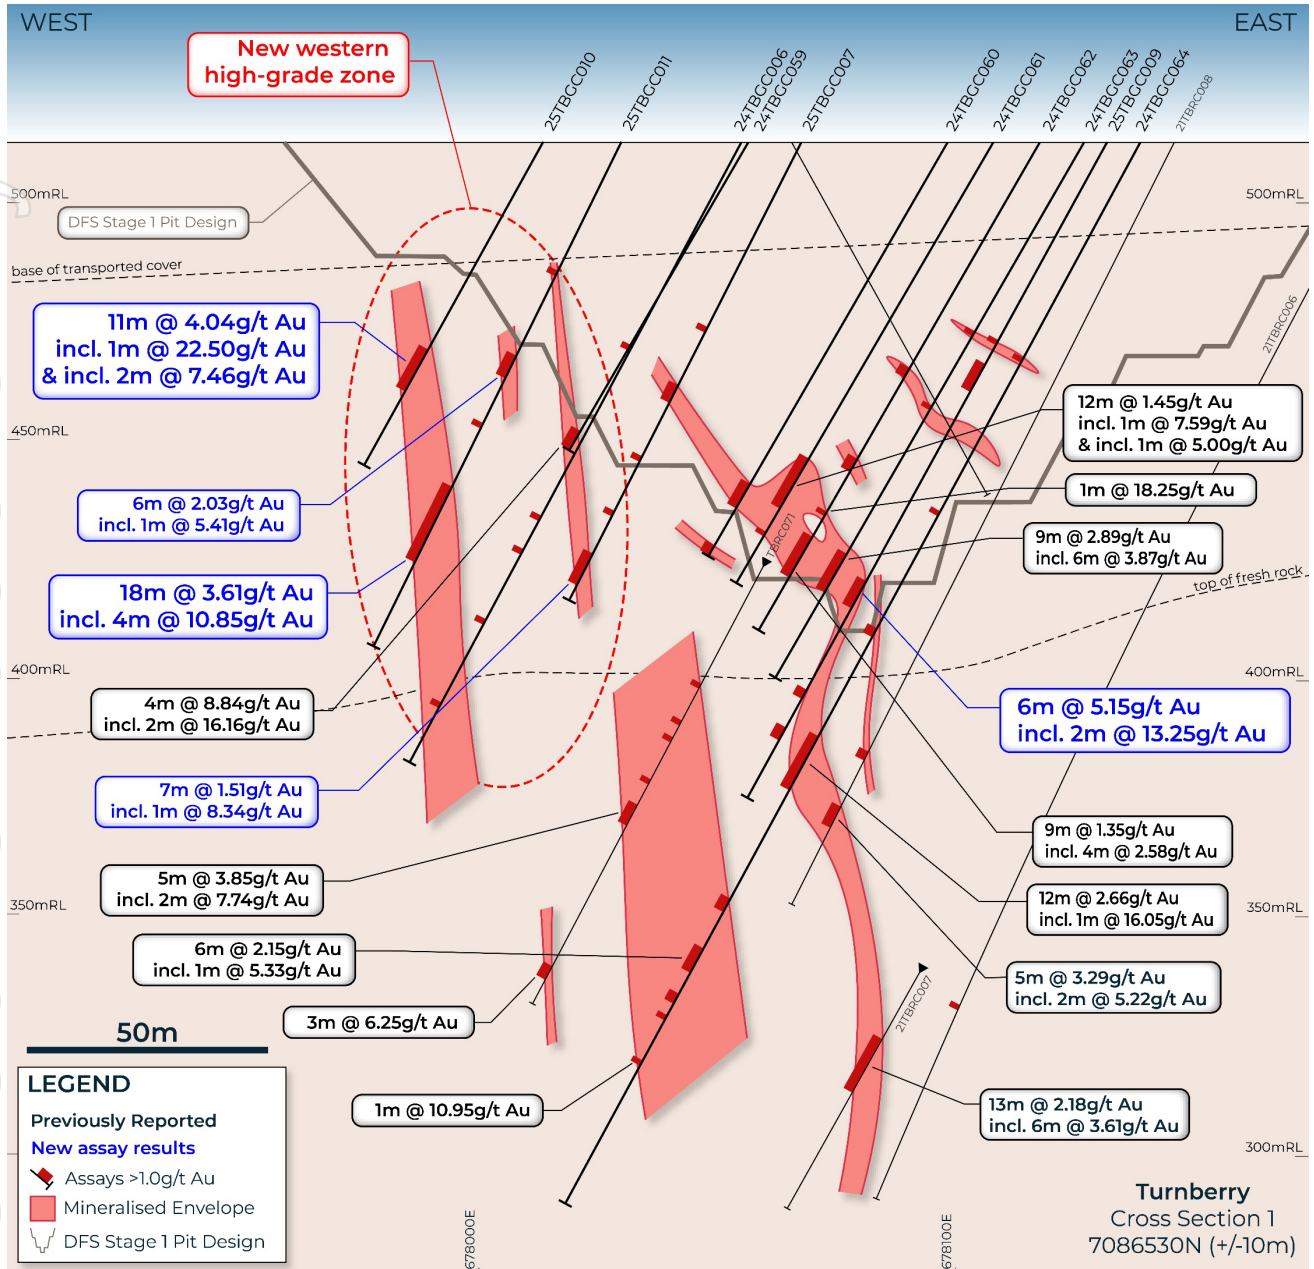 WEST
EAST
New western
high-grade zone
25TBGC010
25TBGC011
24TBGC006
24TBGC059
25TBGC007
24TBGC060
24TBGC061
24TBGC062
24TBGC063
25TBGC009
24TBGC064
21TBRC008
500mRL
500mRL
DFS Stage 1 Pit Design
base of transported cover
21TBRC006
11m @ 4.04g/t Au
incl. 1m @ 22.50g/t Au
& incl. 2m @ 7.46g/t Au
12m @ 1.45g/t Au
incl. 1m @ 7.59g/t Au
& incl. 1m @ 5.00g/t Au
450mRL
1m @ 18.25g/t Au
6m @ 2.03g/t Au
incl. 1m @ 5.41g/t Au
TBRC071
9m @ 2.89g/t Au
incl. 6m @ 3.87g/t Au
top of fresh rock
18m @ 3.61g/t Au
incl. 4m @ 10.85g/t Au
400mRL
400mRL
4m @ 8.84g/t Au
incl. 2m @ 16.16g/t Au
6m @ 5.15g/t Au
incl. 2m @ 13.25g/t Au
7m @ 1.51g/t Au
incl. 1m @ 8.34g/t Au
9m @ 1.35g/t Au
incl. 4m @ 2.58g/t Au
5m @ 3.85g/t Au
incl. 2m @ 7.74g/t Au
12m @ 2.66g/t Au
incl. 1m @ 16.05g/t Au
350mRL
350mRL
6m @ 2.15g/t Au
incl. 1m @ 5.33g/t Au
5m @ 3.29g/t Au
incl. 2m @ 5.22g/t Au
21TBRC007
3m @ 6.25g/t Au
50m
1m @ 10.95g/t Au
13m @ 2.18g/t Au
incl. 6m @ 3.61g/t Au
LEGEND
Previously Reported
New assay results
Assays >1.0g/t Au
Mineralised Envelope
DFS Stage 1 Pit Design
300mRL
678000E
678100E
Turnberry
Cross Section 1
7086530N (+/-10m)